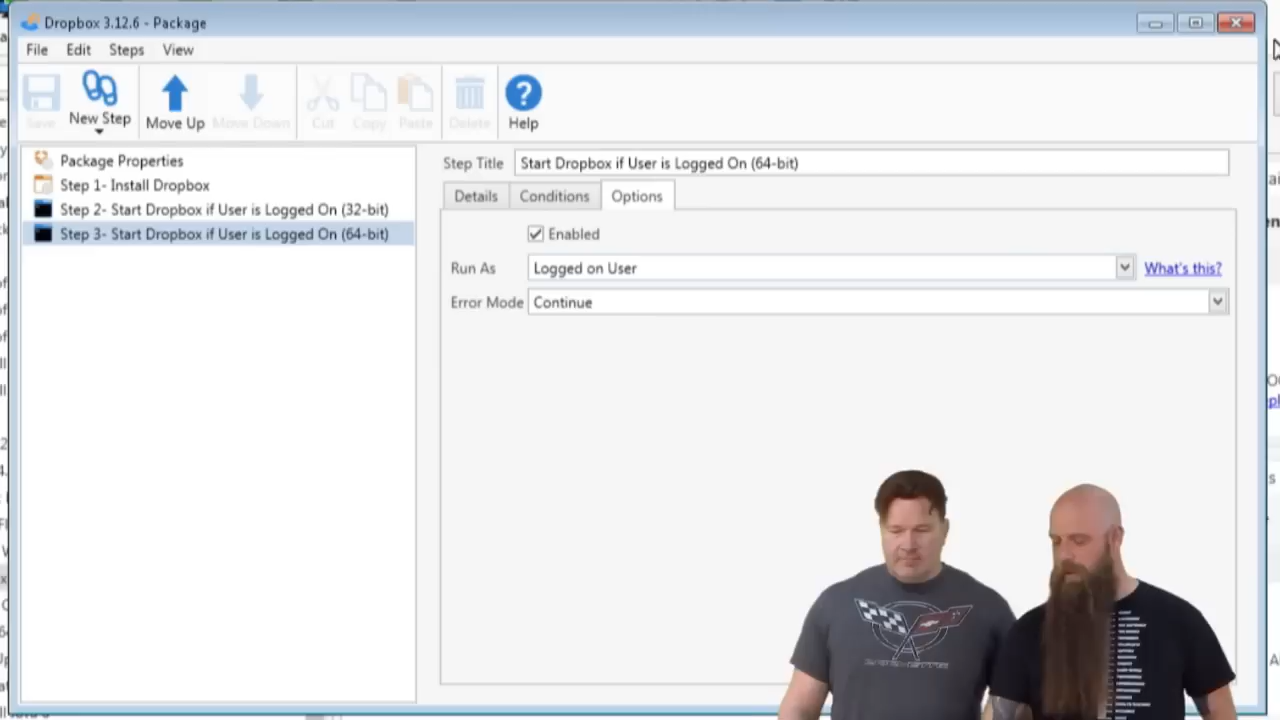 Dropbox 3.12.6 - Package
File Edit Steps View
Save New Step Move Up Move Down Cut Copy Paste Delete Help
Package Properties
Step 1- Install Dropbox
Step 2- Start Dropbox if User is Logged On (32-bit)
Step 3- Start Dropbox if User is Logged On (64-bit)
Step Title Start Dropbox if User is Logged On (64-bit)
Details Conditions Options
Enabled
Run As Logged on User What's this?
Error Mode Continue